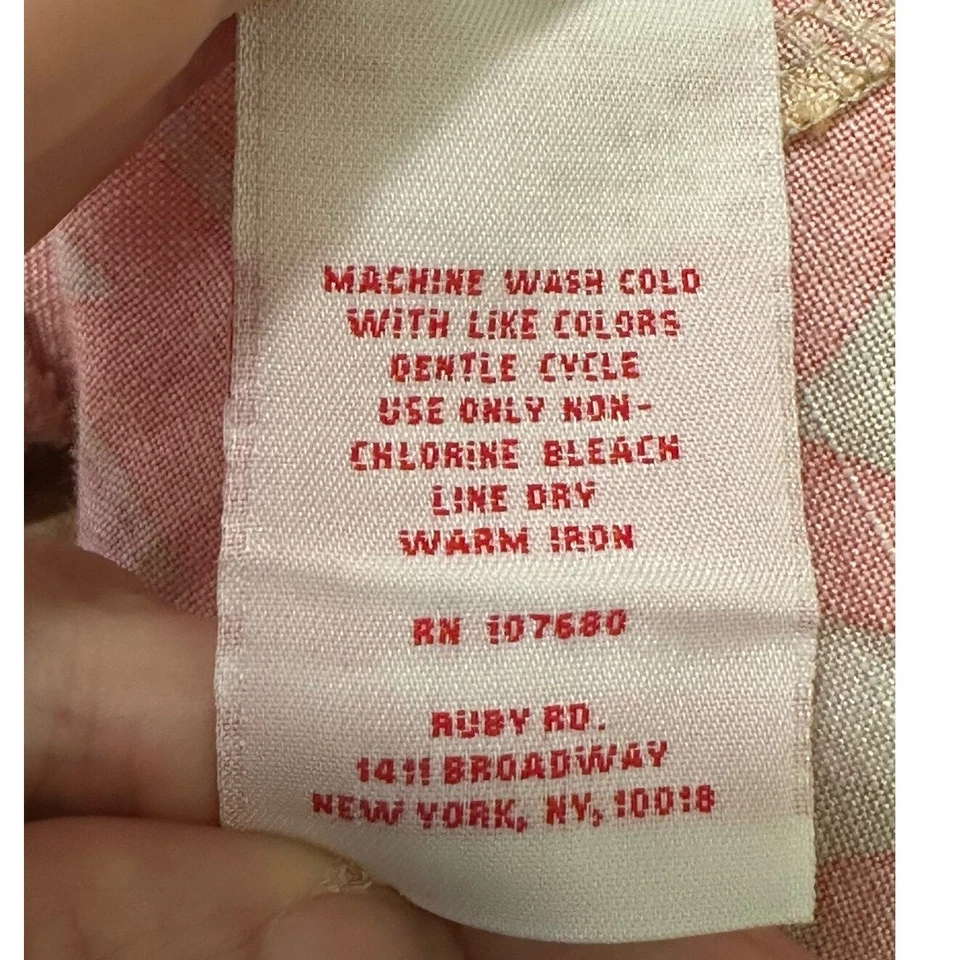 MACHINE WASH COLD
WITH LIKE COLORS
GENTLE CYCLE
USE ONLY NON-
CHLORINE BLEACH
LINE DRY
WARM IRON
RN 107680
RUBY RD.
1411 BROADWAY
NEW YORK, NY, 10018